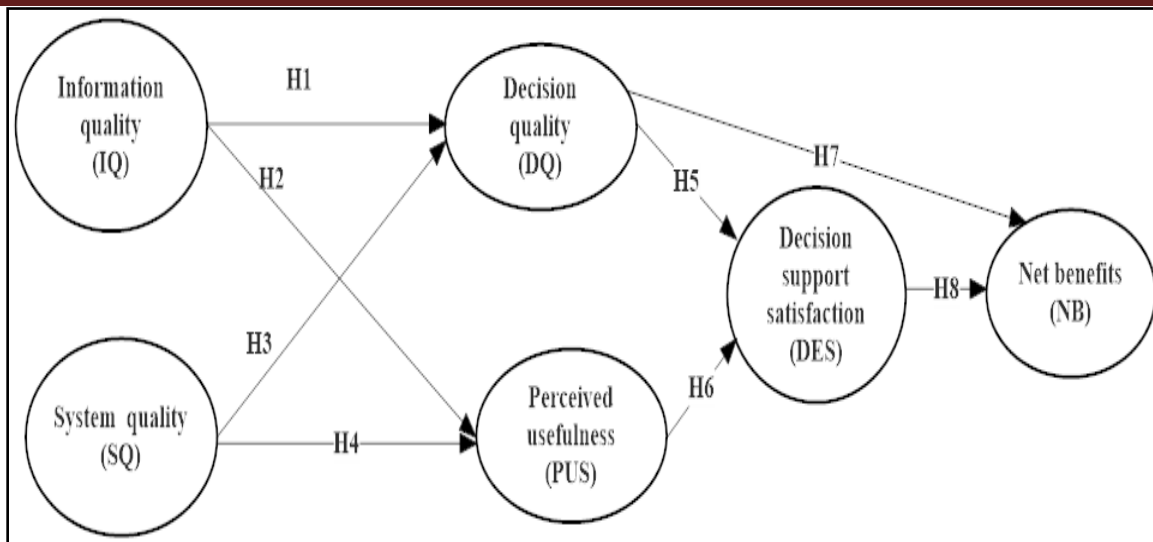 Information
quality
(IQ)
H1
Decision
quality
(DQ)
H2
H7
H5
Decision
support
satisfaction
(DES)
H8
Net benefits
(NB)
H3
System quality
(SQ)
H4
Perceived
usefulness
(PUS)
H6